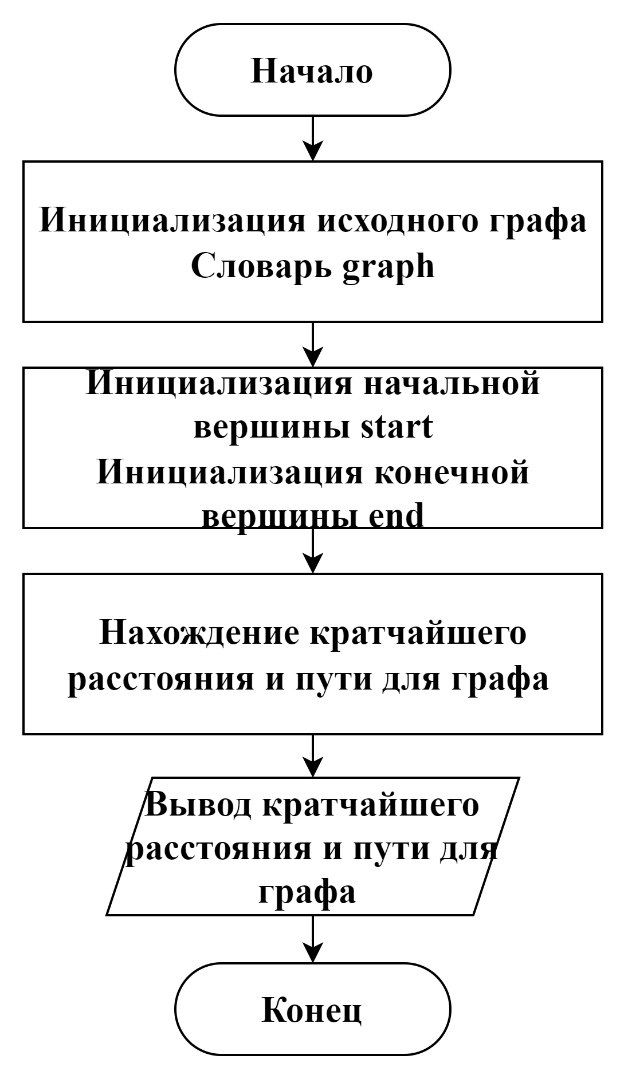 Начало
Инициализация исходного графа
Словарь graph
Инициализация начальной
вершины start
Инициализация конечной
вершины end
Нахождение кратчайшего
расстояния и пути для графа
Вывод кратчайшего
расстояния и пути для
графа
Конец